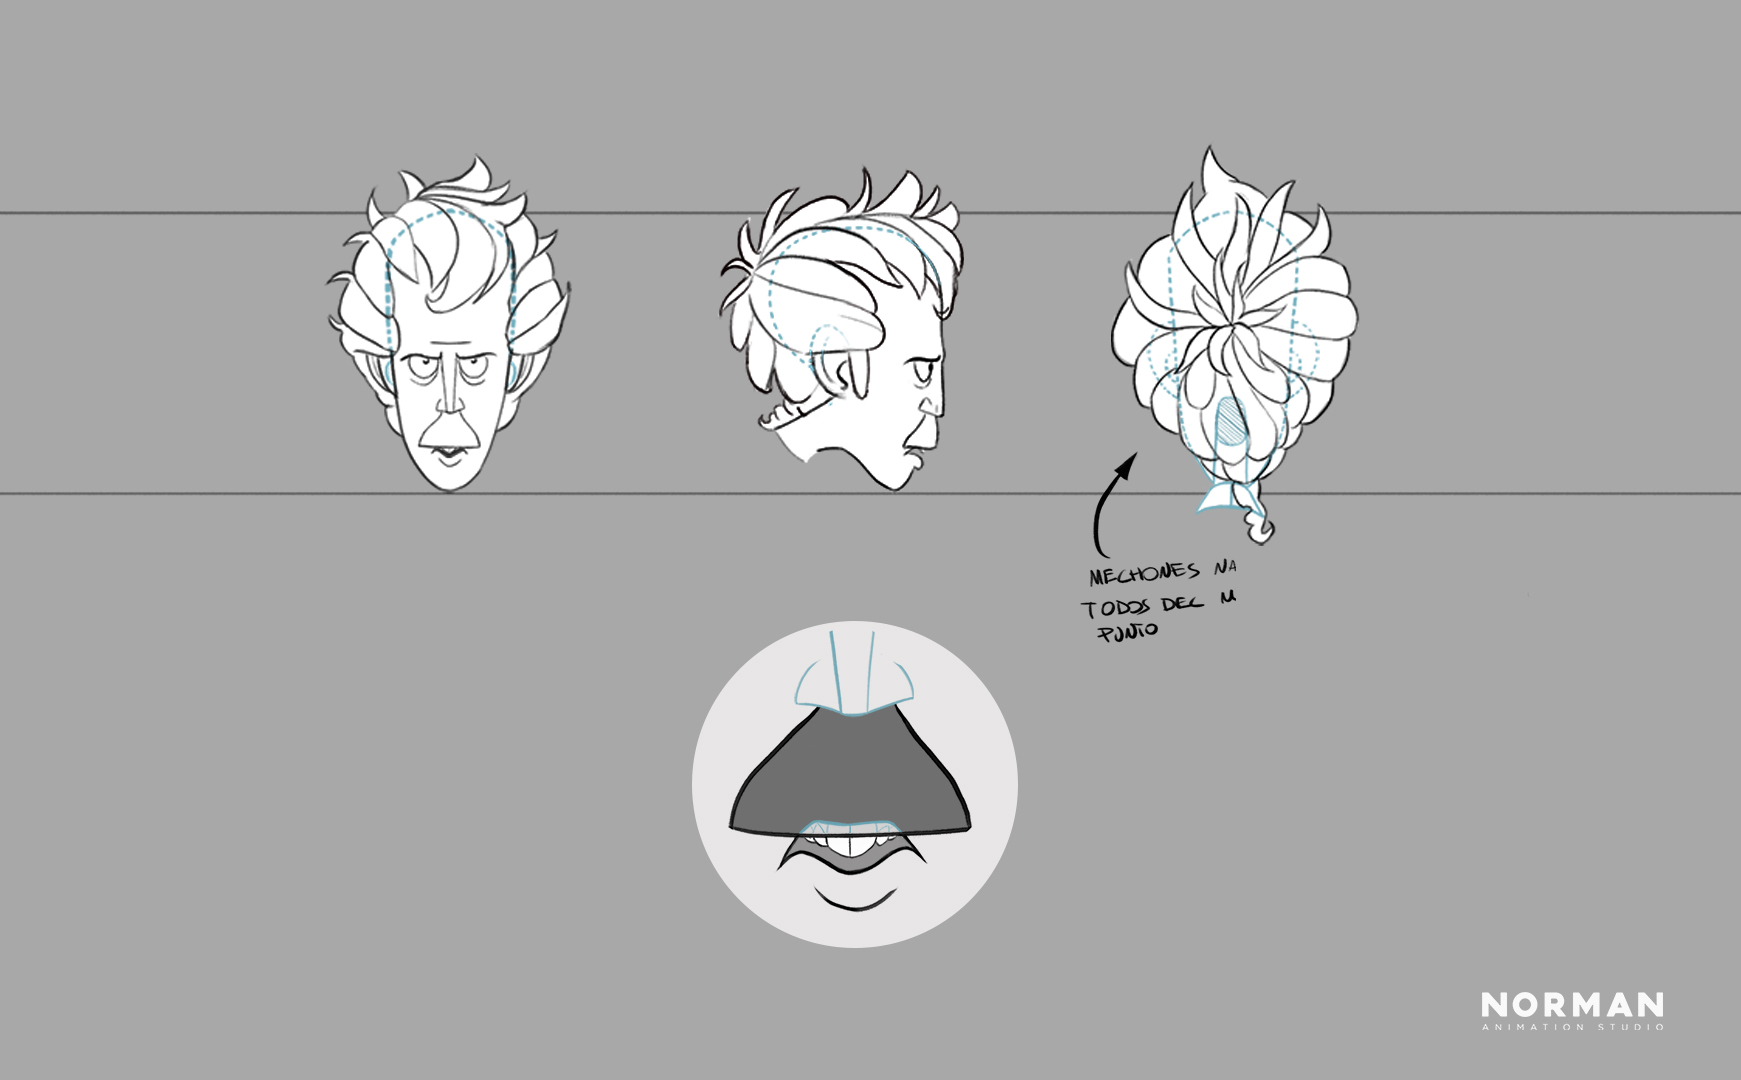 MECHONES NA
TODOS DEL M
PUNTO
NORMAN
ANIMATION STUDIO